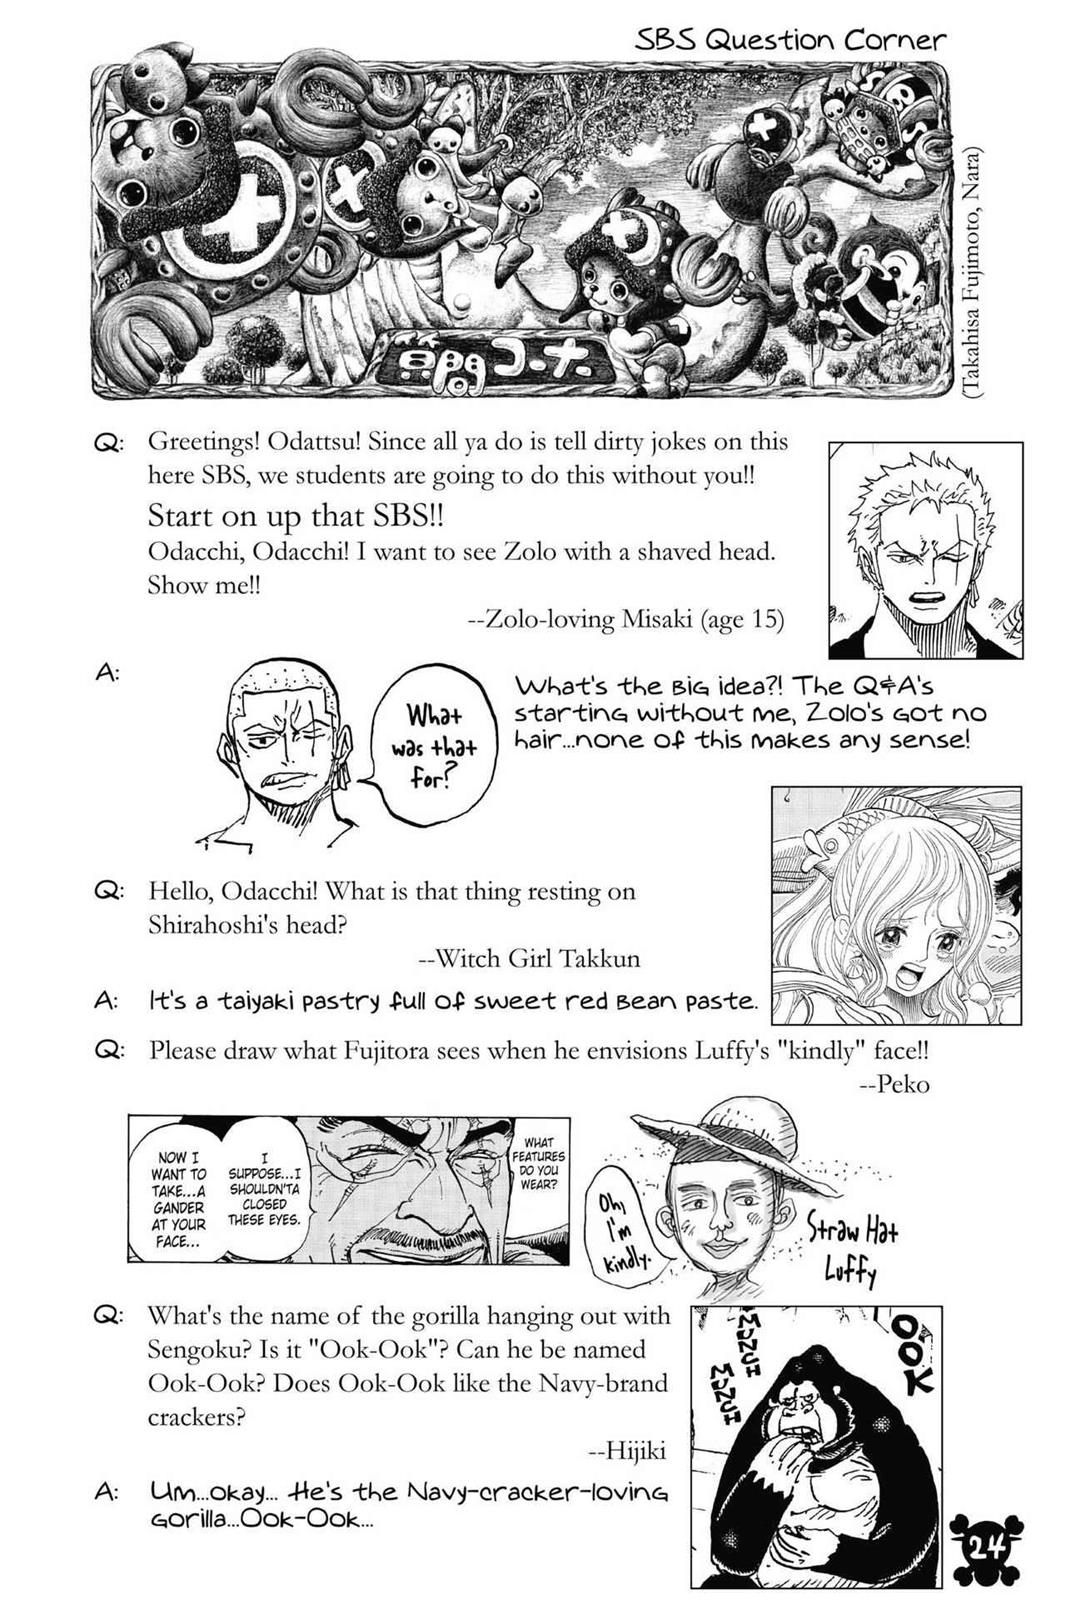 SBS Question Corner
(Takahisa Fujimoto, Nara)
質問コーナー
Q: Greetings! Odattsu! Since all ya do is tell dirty jokes on this
here SBS, we students are going to do this without you!!
Start on up that SBS!!
Odacchi, Odacchi! I want to see Zolo with a shaved head.
Show me!!
--Zolo-loving Misaki (age 15)
A:
What
was that
for?
What's the big idea?! The Q&A's
starting without me, Zolo's got no
hair...none of this makes any sense!
Q: Hello, Odacchi! What is that thing resting on
Shirahoshi's head?
--Witch Girl Takkun
A: It's a taiyaki pastry full of sweet red bean paste.
Q: Please draw what Fujitora sees when he envisions Luffy's "kindly" face!!
--Peko
WHAT
FEATURES
DO YOU
WEAR?
I
SUPPOSE...I
SHOULDN'TA
CLOSED
THESE EYES.
NOW I
WANT TO
TAKE...A
GANDER
AT YOUR
FACE...
Oh,
I'm
kindly.
Straw Hat
Luffy
Q: What's the name of the gorilla hanging out with
Sengoku? Is it "Ook-Ook"? Can he be named
Ook-Ook? Does Ook-Ook like the Navy-brand
crackers?
--Hijiki
MUNCH
MUNCH
OOK
A: Um...okay... He's the Navy-cracker-loving
gorilla...Ook-Ook...
24